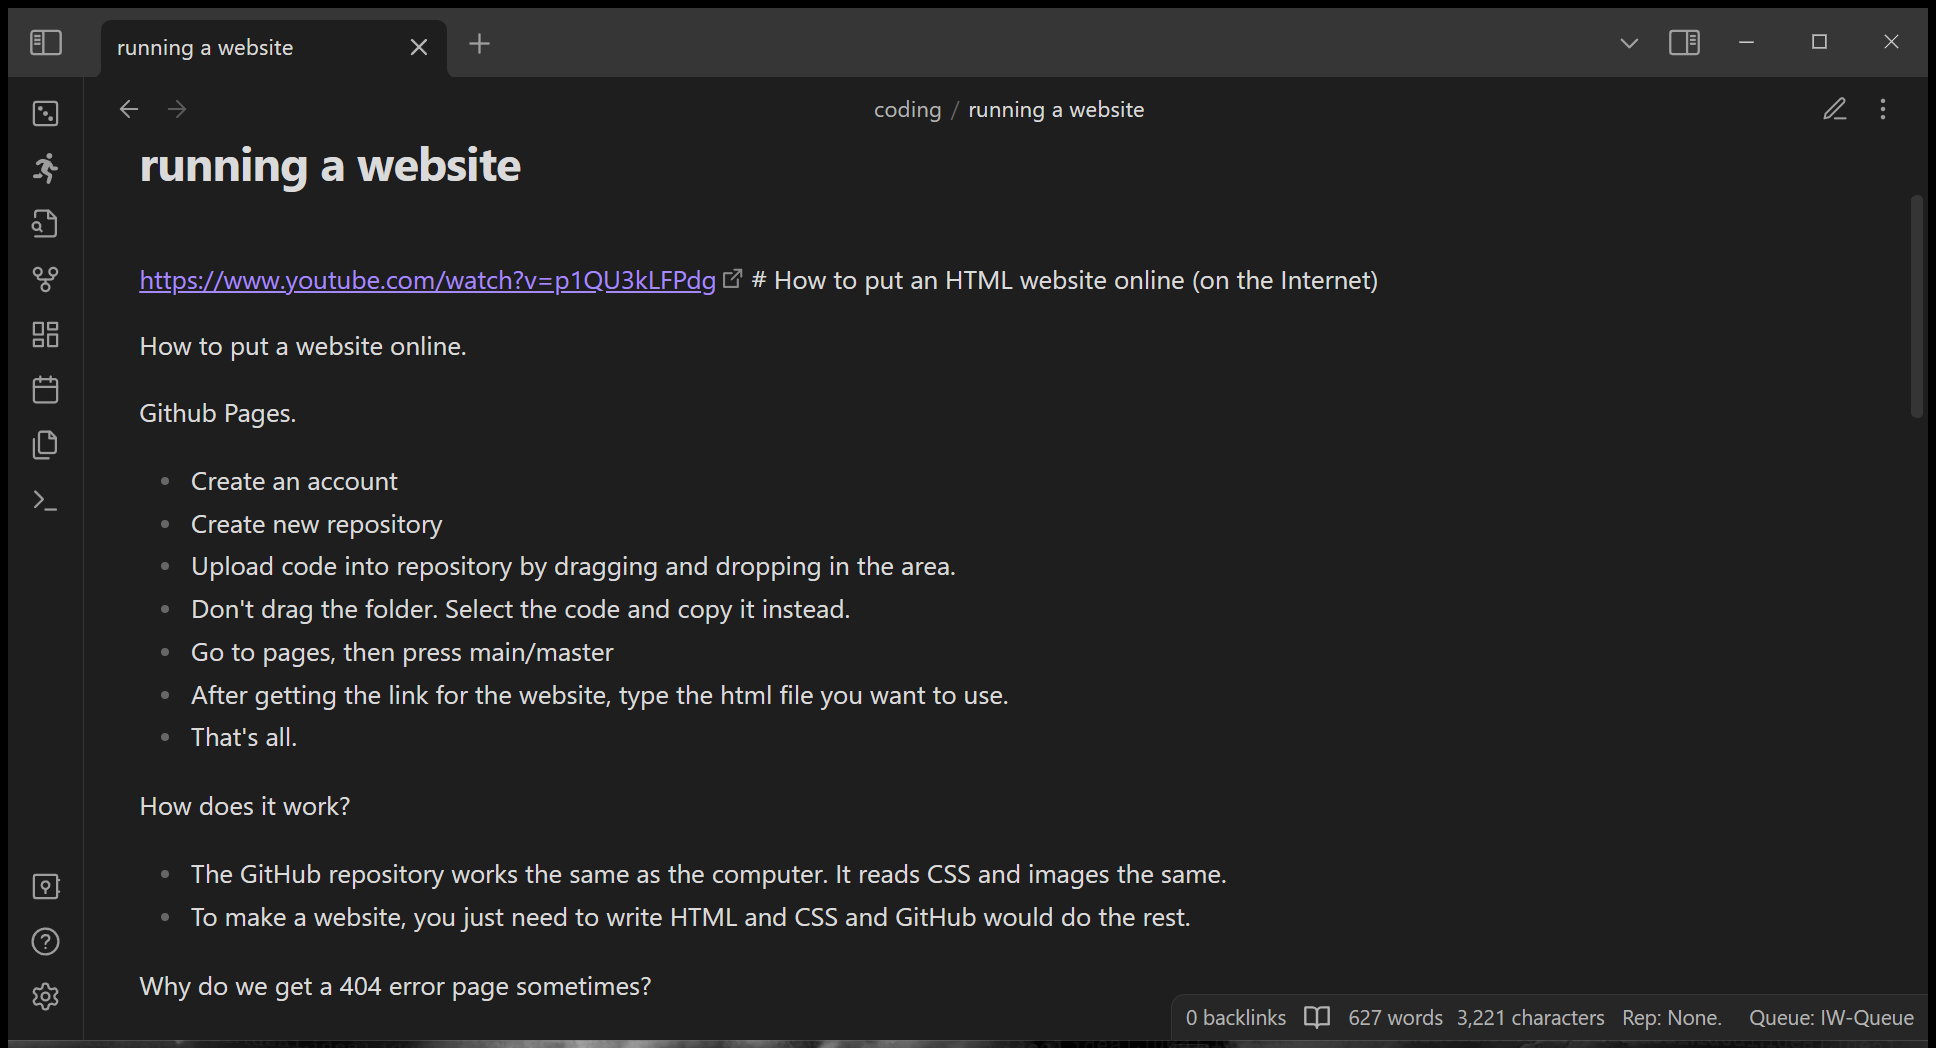 running a website
coding / running a website
running a website
https://www.youtube.com/watch?v=p1QU3kLFPdg # How to put an HTML website online (on the Internet)
How to put a website online.
Github Pages.
Create an account
Create new repository
Upload code into repository by dragging and dropping in the area.
Don't drag the folder. Select the code and copy it instead.
Go to pages, then press main/master
After getting the link for the website, type the html file you want to use.
That's all.
How does it work?
The GitHub repository works the same as the computer. It reads CSS and images the same.
To make a website, you just need to write HTML and CSS and GitHub would do the rest.
Why do we get a 404 error page sometimes?
0 backlinks 627 words 3,221 characters Rep: None. Queue: IW-Queue